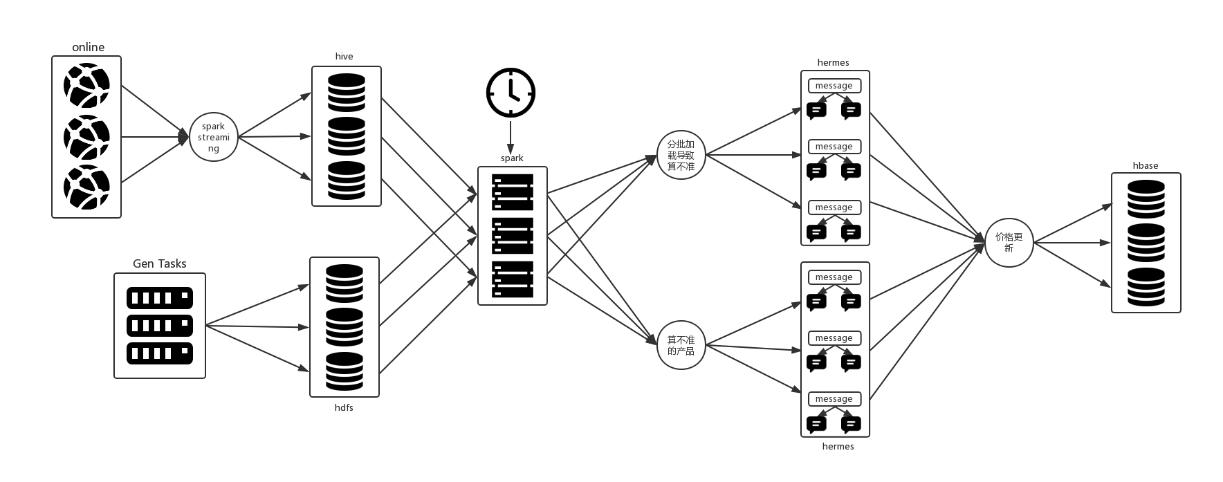 online
spark
streami
ng
hive
Gen Tasks
hdfs
spark
分批加
载导致
算不准
算不准
的产品
hermes
message
message
message
message
message
message
hermes
价格更
新
hbase